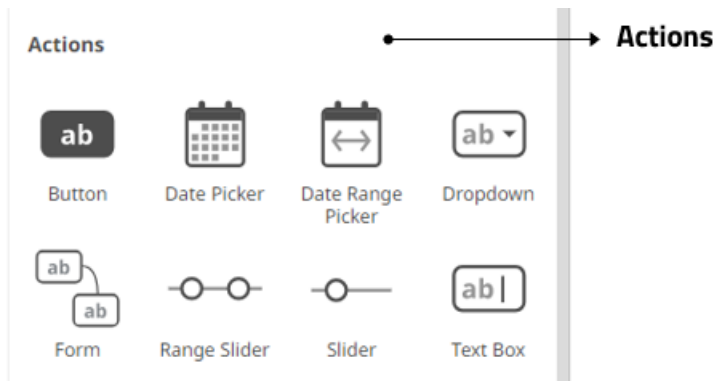 Actions
Actions
ab
ab
Button
Date Picker
Date Range
Picker
Dropdown
ab
ab
ab
Form
Range Slider
Slider
Text Box